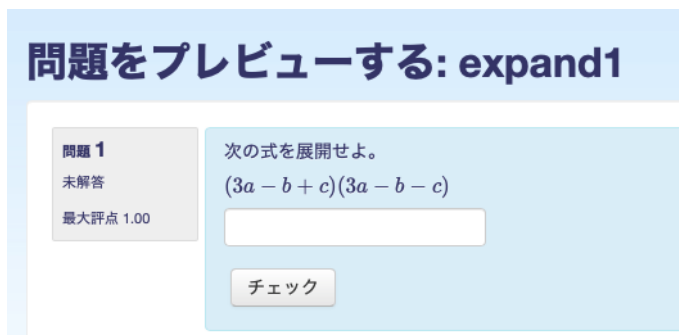 問題をプレビューする: expand1
問題 1
未解答
最大評点 1.00
次の式を展開せよ。
(3a − b + c)(3a − b − c)
チェック